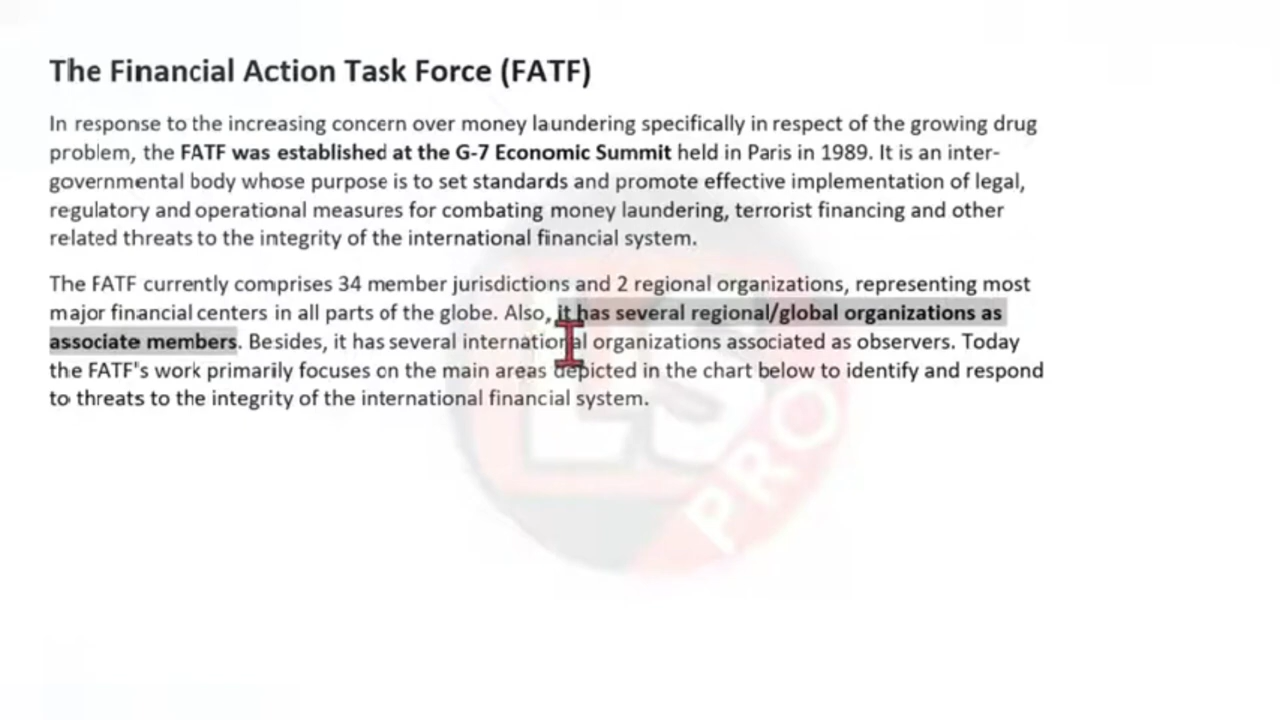 The Financial Action Task Force (FATF)
In response to the increasing concern over money laundering specifically in respect of the growing drug
problem, the FATF was established at the G-7 Economic Summit held in Paris in 1989. It is an inter-
governmental body whose purpose is to set standards and promote effective implementation of legal,
regulatory and operational measures for combating money laundering, terrorist financing and other
related threats to the integrity of the international financial system.
The FATF currently comprises 34 member jurisdictions and 2 regional organizations, representing most
major financial centers in all parts of the globe. Also, it has several regional/global organizations as
associate members. Besides, it has several international organizations associated as observers. Today
the FATF's work primarily focuses on the main areas depicted in the chart below to identify and respond
to threats to the integrity of the international financial system.
LS
PRO